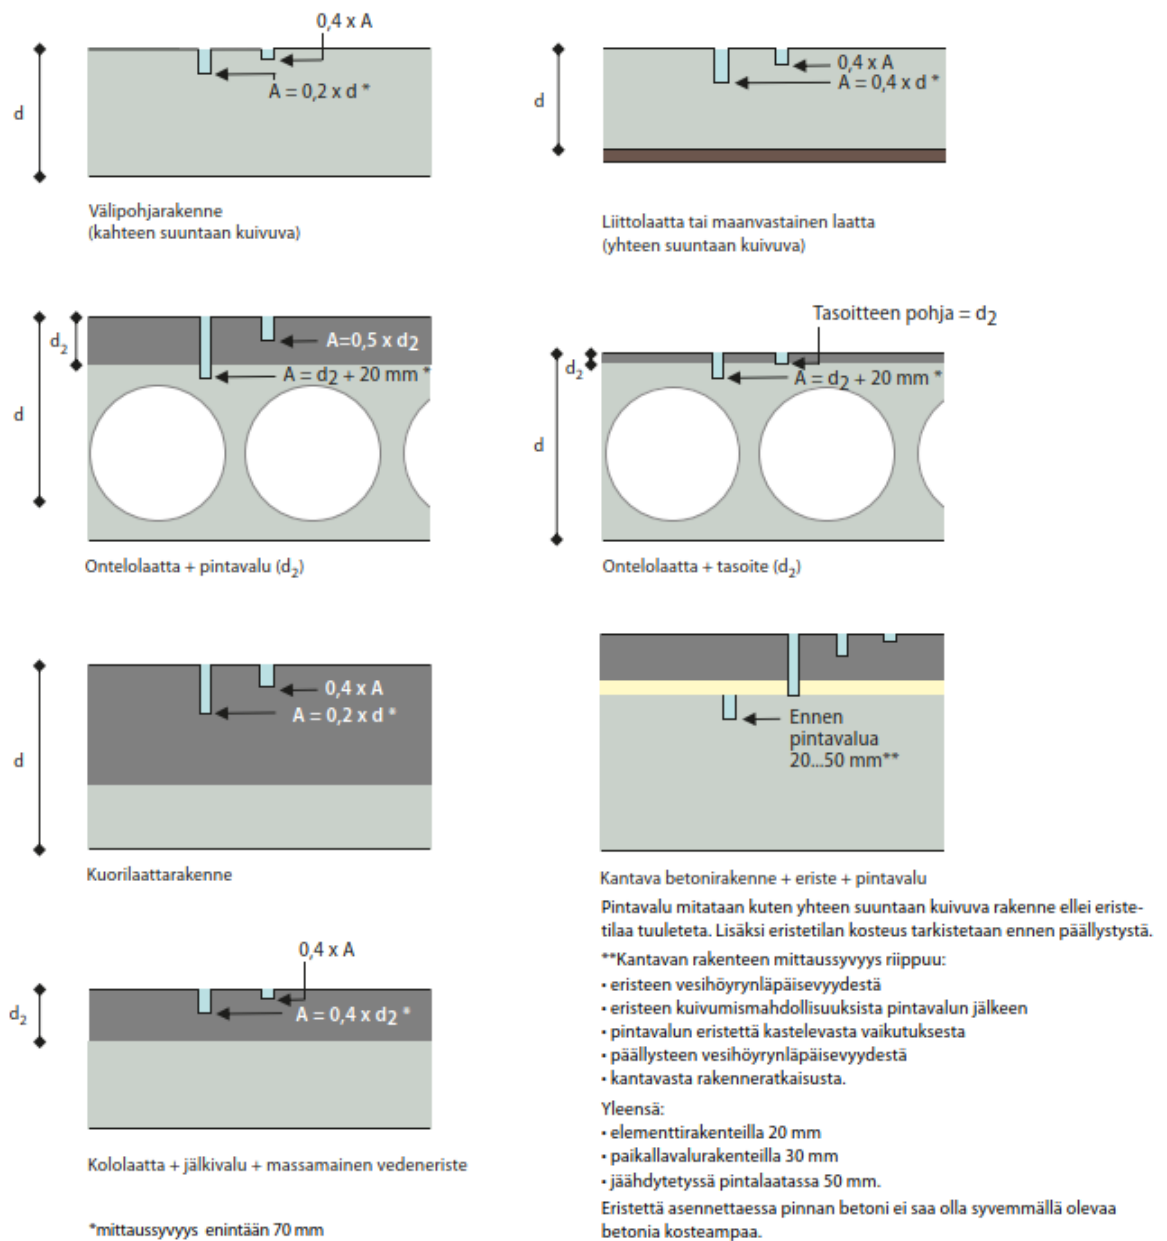 0,4 x A
A = 0,2 x d *
d
Välipohjarakenne
(kahteen suuntaan kuivuva)
0,4 x A
A = 0,4 x d *
d
Liittolaatta tai maanvastainen laatta
(yhteen suuntaan kuivuva)
d₂
A=0,5 x d₂
A = d₂ + 20 mm *
d
Ontelolaatta + pintavalu (d₂)
Tasoitteen pohja = d₂
d₂
A = d₂ + 20 mm *
d
Ontelolaatta + tasoite (d₂)
0,4 x A
A = 0,2 x d *
d
Kuorilaattarakenne
Ennen
pintavalua
20...50 mm**
Kantava betonirakenne + eriste + pintavalu
Pintavalu mitataan kuten yhteen suuntaan kuivuva rakenne ellei eriste-
tilaa tuuleteta. Lisäksi eristetilan kosteus tarkistetaan ennen päällystystä.
**Kantavan rakenteen mittaussyvyys riippuu:
• eristeen vesihöyrynläpäisevyydestä
• eristeen kuivumismahdollisuuksista pintavalun jälkeen
• pintavalun eristettä kastelevasta vaikutuksesta
• päällysteen vesihöyrynläpäisevyydestä
• kantavasta rakenneratkaisusta.
Yleensä:
• elementtirakenteilla 20 mm
• paikallavalurakenteilla 30 mm
• jäähdytetyssä pintalaatassa 50 mm.
Eristettä asennettaessa pinnan betoni ei saa olla syvemmällä olevaa
betonia kosteampaa.
0,4 x A
d₂
A = 0,4 x d₂ *
Kololaatta + jälkivalu + massamainen vedeneriste
*mittaussyvyys enintään 70 mm